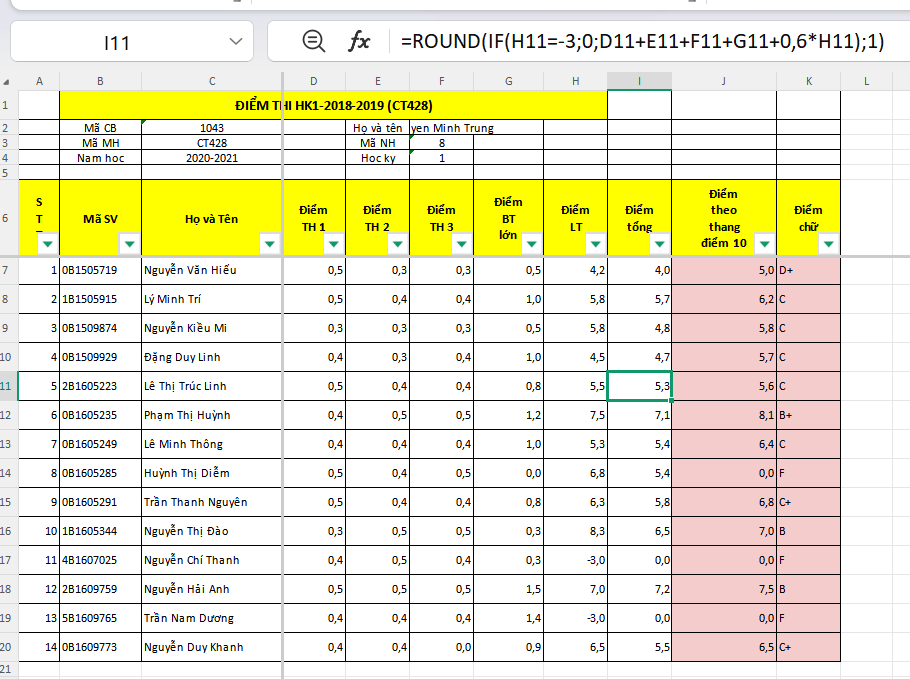 I11 fx =ROUND(IF(H11=-3;0;D11+E11+F11+G11+0,6*H11);1)
A B C D E F G H I J K L
1 ĐIỂM THI HK1-2018-2019 (CT428)
2 Mã CB 1043 Họ và tên yen Minh Trung
3 Mã MH CT428 Mã NH 8
4 Nam hoc 2020-2021 Hoc ky 1
5
6 S T Mã SV Họ và Tên Điểm TH 1 Điểm TH 2 Điểm TH 3 Điểm BT lớn Điểm LT Điểm tổng Điểm theo thang điểm 10 Điểm chữ
7 1 0B1505719 Nguyễn Văn Hiếu 0,5 0,3 0,3 0,5 4,2 4,0 5,0 D+
8 2 1B1505915 Lý Minh Trí 0,5 0,4 0,4 1,0 5,8 5,7 6,2 C
9 3 0B1509874 Nguyễn Kiều Mi 0,3 0,3 0,3 0,5 5,8 4,8 5,8 C
10 4 0B1509929 Đặng Duy Linh 0,4 0,3 0,4 1,0 4,5 4,7 5,7 C
11 5 2B1605223 Lê Thị Trúc Linh 0,5 0,4 0,4 0,8 5,5 5,3 5,6 C
12 6 0B1605235 Phạm Thị Huỳnh 0,4 0,5 0,5 1,2 7,5 7,1 8,1 B+
13 7 0B1605249 Lê Minh Thông 0,4 0,4 0,4 1,0 5,3 5,4 6,4 C
14 8 0B1605285 Huỳnh Thị Diễm 0,5 0,4 0,5 0,0 6,8 5,4 0,0 F
15 9 0B1605291 Trần Thanh Nguyên 0,5 0,4 0,4 0,8 6,3 5,8 6,8 C+
16 10 1B1605344 Nguyễn Thị Đào 0,3 0,5 0,5 0,3 8,3 6,5 7,0 B
17 11 4B1607025 Nguyễn Chí Thanh 0,4 0,5 0,4 0,3 -3,0 0,0 0,0 F
18 12 2B1609759 Nguyễn Hải Anh 0,5 0,5 0,5 1,5 7,0 7,2 7,5 B
19 13 5B1609765 Trần Nam Dương 0,4 0,4 0,4 1,4 -3,0 0,0 0,0 F
20 14 0B1609773 Nguyễn Duy Khanh 0,4 0,4 0,0 0,9 6,5 5,5 6,5 C+
21